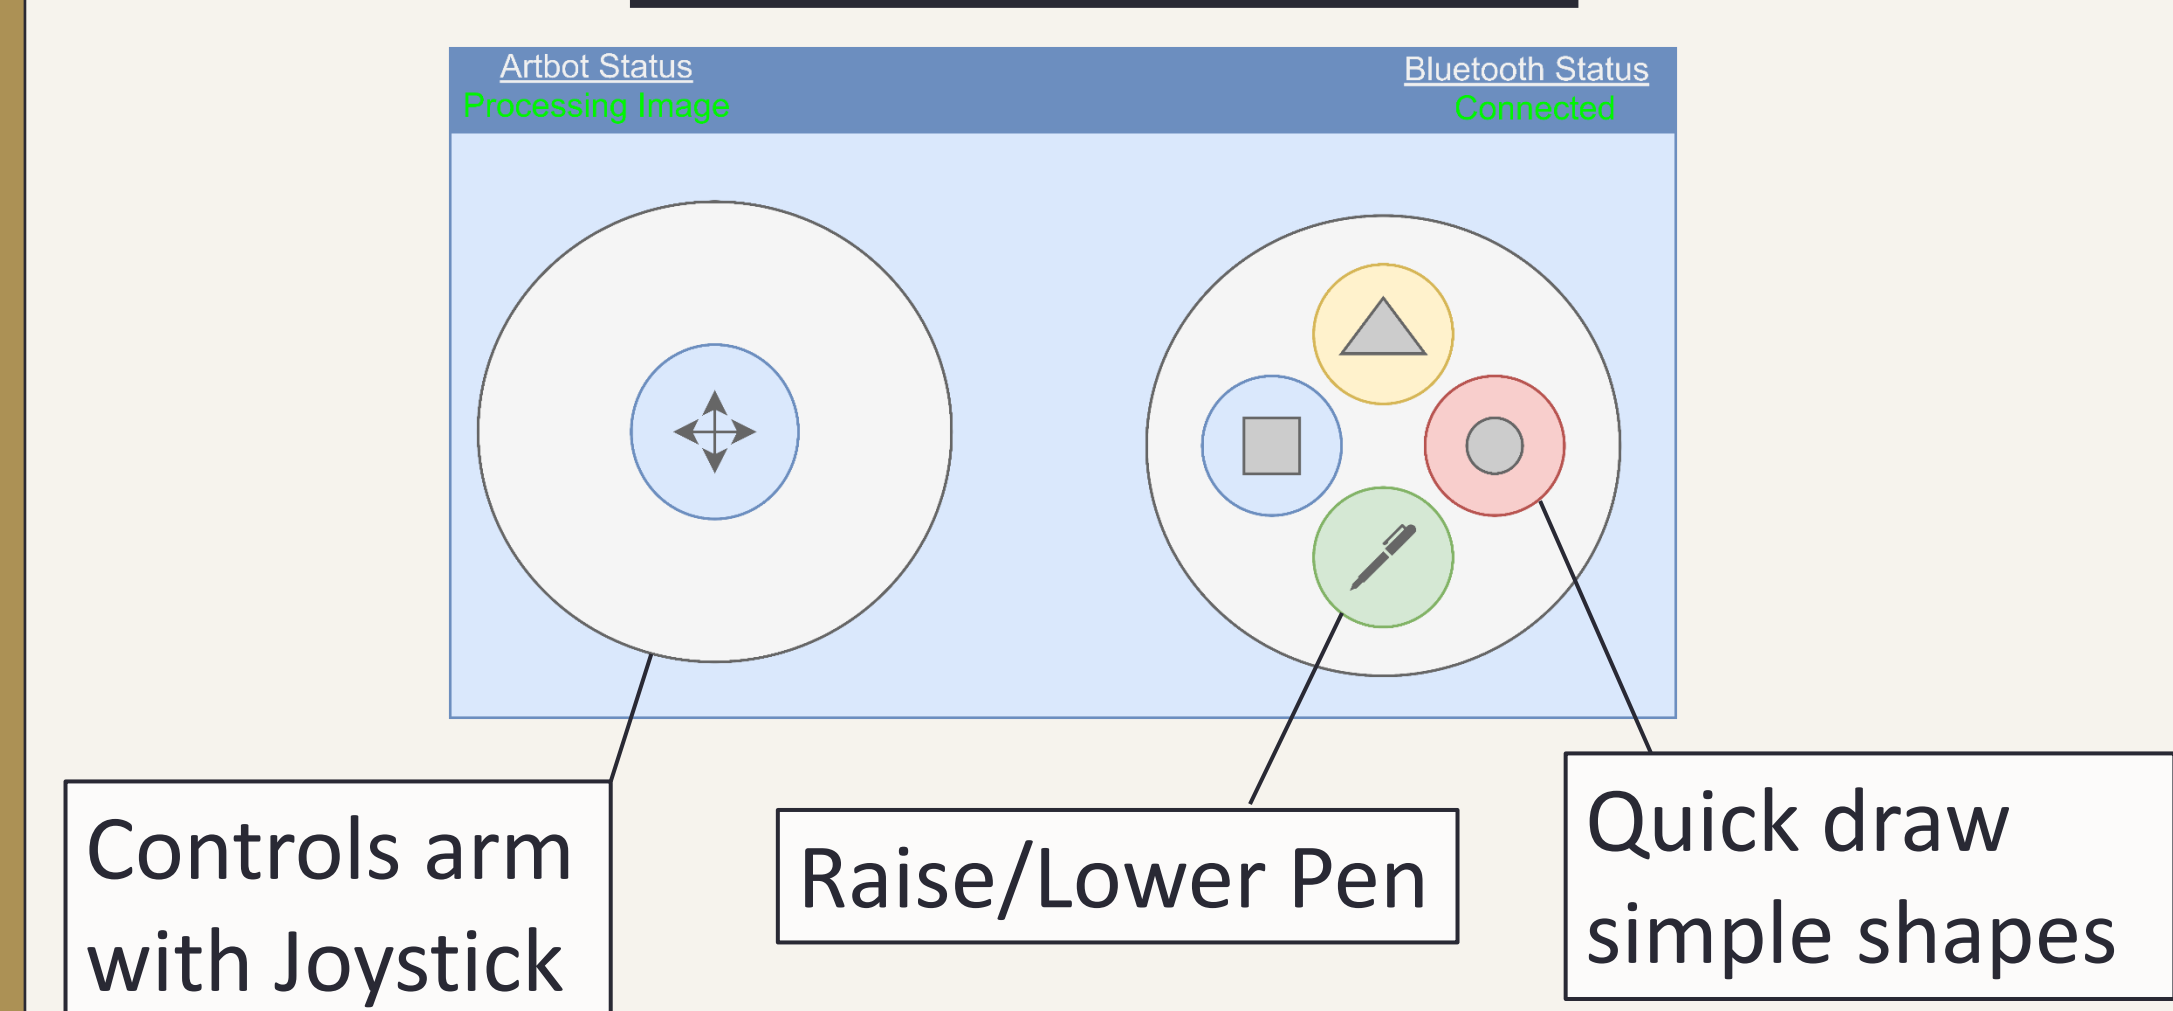 Artbot Status
Processing Image
Bluetooth Status
Connected
Controls arm
with Joystick
Raise/Lower Pen
Quick draw
simple shapes